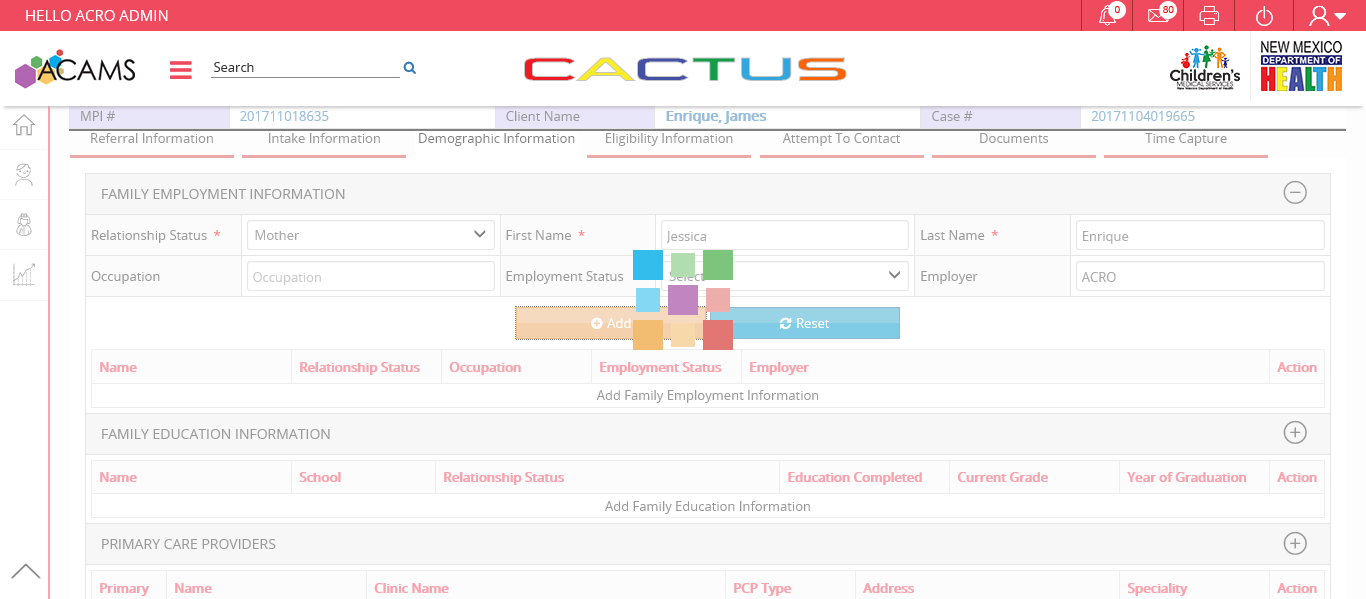 HELLO ACRO ADMIN
0
80
ACAMS
Search
CACTUS
Children's
MEDICAL SERVICES
New Mexico Department of Health
NEW MEXICO
DEPARTMENT OF
HEALTH
MPI # 201711018635 Client Name Enrique, James Case # 20171104019665
Referral Information Intake Information Demographic Information Eligibility Information Attempt To Contact Documents Time Capture
FAMILY EMPLOYMENT INFORMATION
Relationship Status * Mother First Name * Jessica Last Name * Enrique
Occupation Occupation Employment Status Select Employer ACRO
Add Reset
Name Relationship Status Occupation Employment Status Employer Action
Add Family Employment Information
FAMILY EDUCATION INFORMATION
Name School Relationship Status Education Completed Current Grade Year of Graduation Action
Add Family Education Information
PRIMARY CARE PROVIDERS
Primary Name Clinic Name PCP Type Address Speciality Action